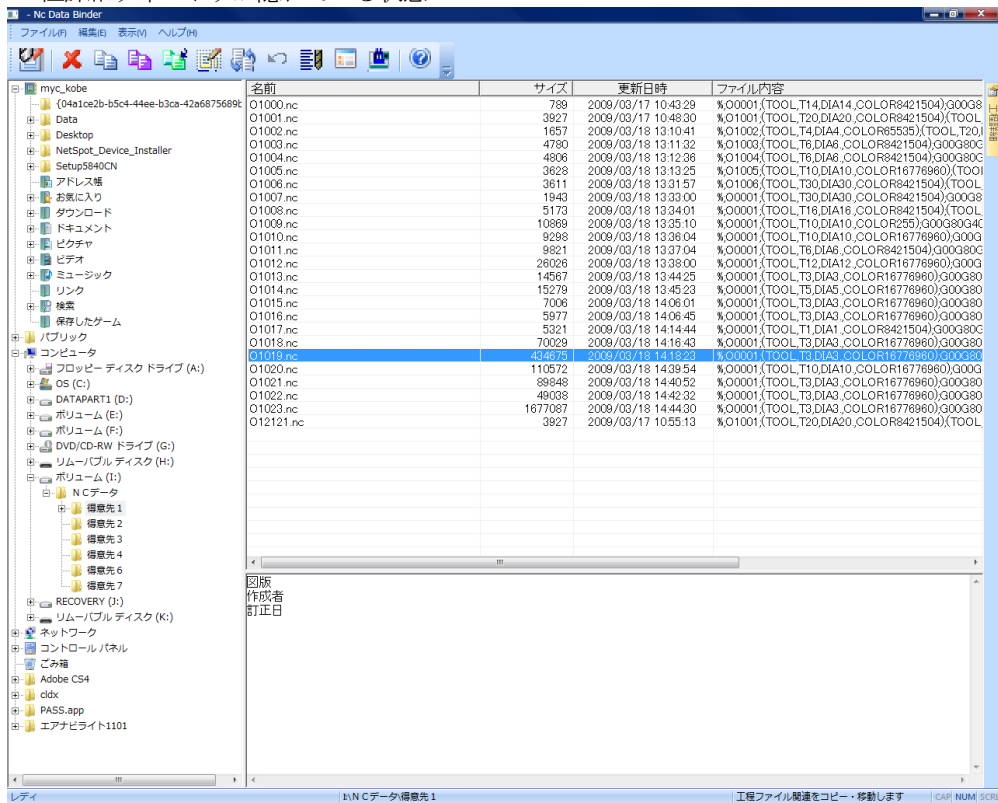 - Nc Data Binder
ファイル(F) 編集(E) 表示(V) ヘルプ(H)
myc_kobe
{04a1ce2b-b5c4-44ee-b3ca-42a6875689b
Data
Desktop
NetSpot_Device_Installer
Setup5840CN
アドレス帳
お気に入り
ダウンロード
ドキュメント
ピクチャ
ビデオ
ミュージック
リンク
検索
保存したゲーム
パブリック
コンピュータ
フロッピー ディスク ドライブ (A:)
OS (C:)
DATAPART1 (D:)
ボリューム (E:)
ボリューム (F:)
DVD/CD-RW ドライブ (G:)
リムーバブル ディスク (H:)
ボリューム (I:)
ＮＣデータ
得意先１
得意先２
得意先３
得意先４
得意先６
得意先７
RECOVERY (J:)
リムーバブル ディスク (K:)
ネットワーク
コントロール パネル
ごみ箱
Adobe CS4
cldx
PASS.app
エアナビライト1101
名前 サイズ 更新日時 ファイル内容
O1000.nc 789 2009/03/17 10:43:29 %;O0001;(TOOL,T14,DIA14.,COLOR8421504);G00G8
O1001.nc 3927 2009/03/17 10:48:30 %;O1001;(TOOL,T20,DIA20.,COLOR8421504);(TOOL,
O1002.nc 1657 2009/03/18 13:10:41 %;O1002;(TOOL,T4,DIA4.,COLOR65535);(TOOL,T20,I
O1003.nc 4780 2009/03/18 13:11:32 %;O1003;(TOOL,T6,DIA6.,COLOR8421504);G00G80G
O1004.nc 4806 2009/03/18 13:12:36 %;O1004;(TOOL,T6,DIA6.,COLOR8421504);G00G80G
O1005.nc 3628 2009/03/18 13:13:25 %;O1005;(TOOL,T10,DIA10.,COLOR16776960);(TOOl
O1006.nc 3611 2009/03/18 13:31:57 %;O1006;(TOOL,T30,DIA30.,COLOR8421504);(TOOL,
O1007.nc 1943 2009/03/18 13:33:00 %;O0001;(TOOL,T30,DIA30.,COLOR8421504);G00G8
O1008.nc 5173 2009/03/18 13:34:01 %;O0001;(TOOL,T16,DIA16.,COLOR8421504);(TOOL,
O1009.nc 10869 2009/03/18 13:35:10 %;O0001;(TOOL,T10,DIA10.,COLOR255);G00G80G40
O1010.nc 9298 2009/03/18 13:36:04 %;O0001;(TOOL,T10,DIA10.,COLOR16776960);G00G
O1011.nc 9821 2009/03/18 13:37:04 %;O0001;(TOOL,T6,DIA6.,COLOR8421504);G00G80G
O1012.nc 26026 2009/03/18 13:38:00 %;O0001;(TOOL,T12,DIA12.,COLOR16776960);G00G
O1013.nc 14567 2009/03/18 13:44:25 %;O0001;(TOOL,T3,DIA3.,COLOR16776960);G00G80
O1014.nc 15279 2009/03/18 13:45:23 %;O0001;(TOOL,T5,DIA5.,COLOR16776960);G00G80
O1015.nc 7006 2009/03/18 14:06:01 %;O0001;(TOOL,T3,DIA3.,COLOR16776960);G00G80
O1016.nc 5977 2009/03/18 14:06:45 %;O0001;(TOOL,T3,DIA3.,COLOR16776960);G00G80
O1017.nc 5321 2009/03/18 14:14:44 %;O0001;(TOOL,T1,DIA1.,COLOR8421504);G00G80G
O1018.nc 70029 2009/03/18 14:16:43 %;O0001;(TOOL,T3,DIA3.,COLOR16776960);G00G80
O1019.nc 434675 2009/03/18 14:18:23 %;O0001;(TOOL,T3,DIA3.,COLOR16776960);G00G80
O1020.nc 110572 2009/03/18 14:39:54 %;O0001;(TOOL,T10,DIA10.,COLOR16776960);G00G
O1021.nc 89848 2009/03/18 14:40:52 %;O0001;(TOOL,T3,DIA3.,COLOR16776960);G00G80
O1022.nc 49038 2009/03/18 14:42:32 %;O0001;(TOOL,T3,DIA3.,COLOR16776960);G00G80
O1023.nc 1677087 2009/03/18 14:44:30 %;O0001;(TOOL,T3,DIA3.,COLOR16776960);G00G80
O12121.nc 3927 2009/03/17 10:55:13 %;O1001;(TOOL,T20,DIA20.,COLOR8421504);(TOOL,
工程詳細
図版
作成者
訂正日
レディ I:\ＮＣデータ\得意先１ 工程ファイル関連をコピー・移動します CAP NUM SCRL